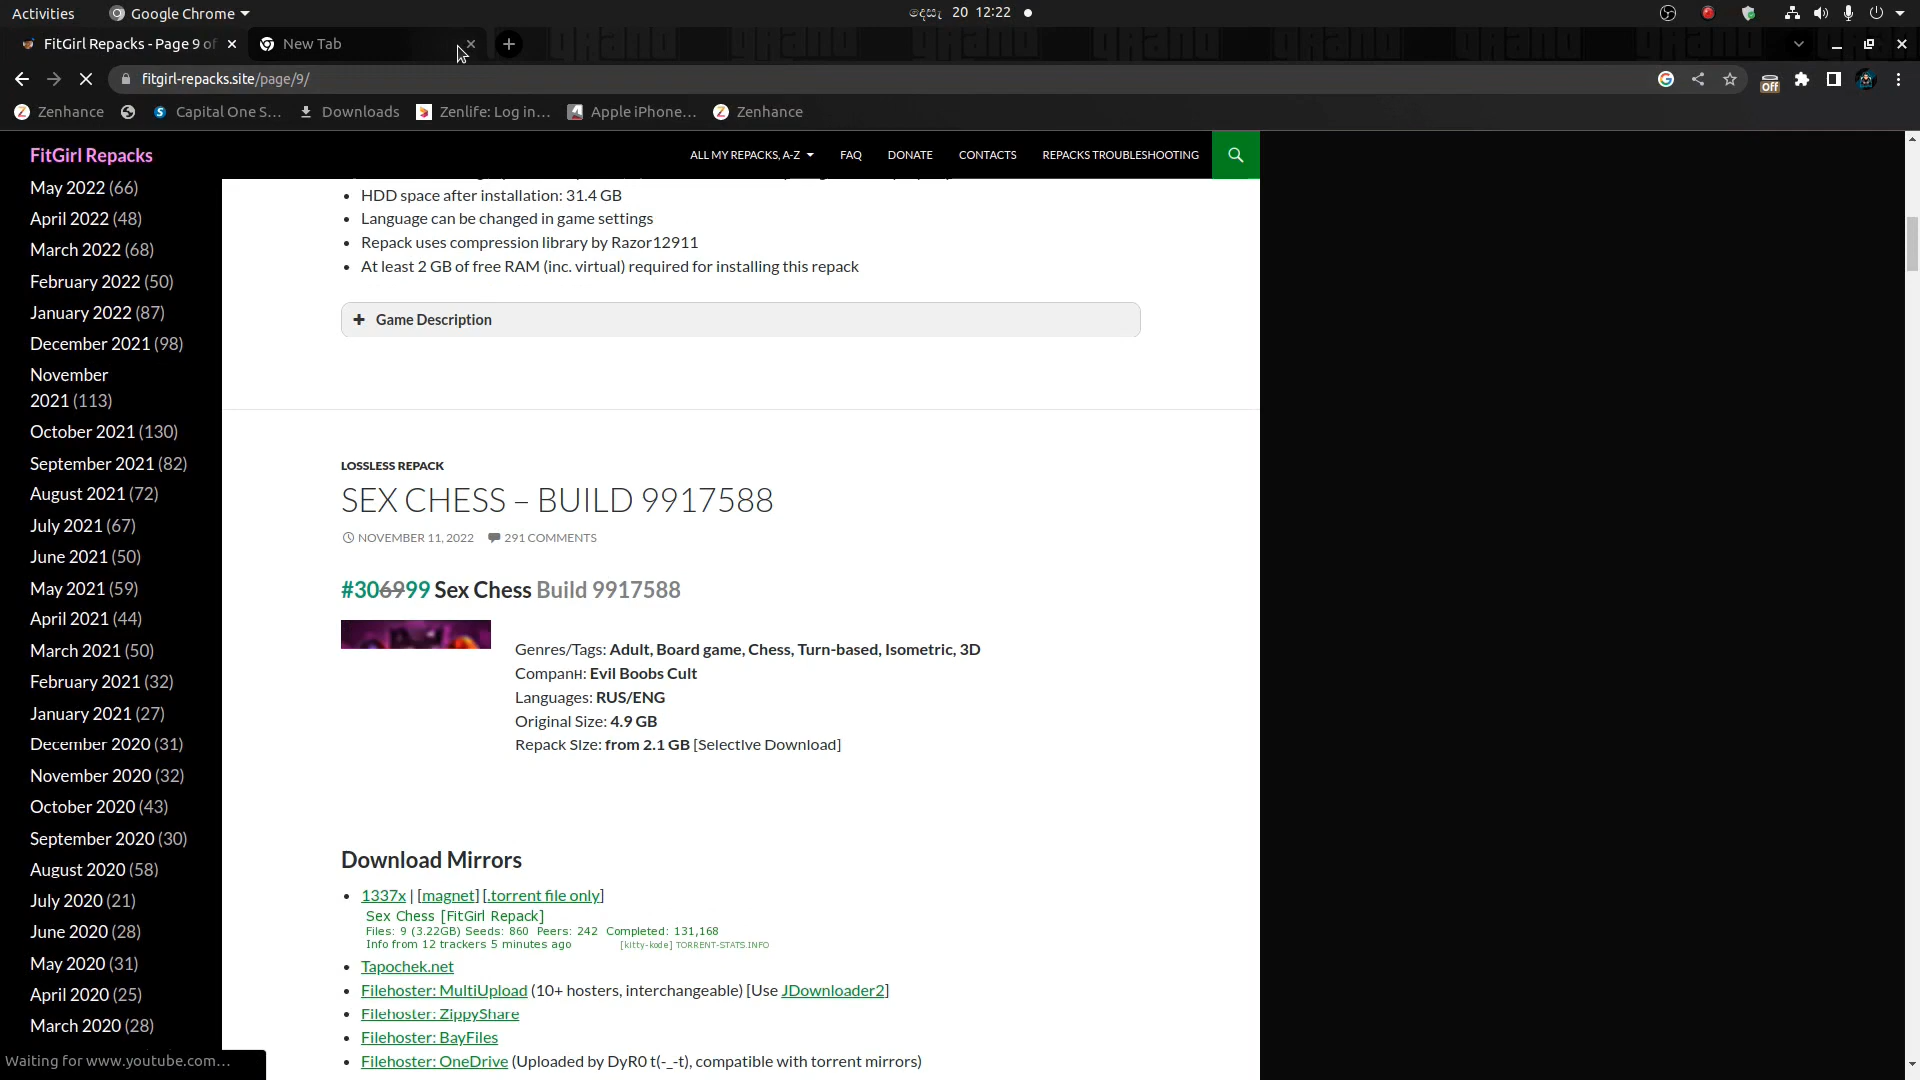 Activities
Google Chrome
දෙසැ 20 12:22
FitGirl Repacks - Page 9 of
New Tab
fitgirl-repacks.site/page/9/
Off
Zenhance
Capital One S...
Downloads
Zenlife: Log in...
Apple iPhone...
Zenhance
FitGirl Repacks
ALL MY REPACKS, A-Z
FAQ
DONATE
CONTACTS
REPACKS TROUBLESHOOTING
May 2022 (66)
April 2022 (48)
March 2022 (68)
February 2022 (50)
January 2022 (87)
December 2021 (98)
November
2021 (113)
October 2021 (130)
September 2021 (82)
August 2021 (72)
July 2021 (67)
June 2021 (50)
May 2021 (59)
April 2021 (44)
March 2021 (50)
February 2021 (32)
January 2021 (27)
December 2020 (31)
November 2020 (32)
October 2020 (43)
September 2020 (30)
August 2020 (58)
July 2020 (21)
June 2020 (28)
May 2020 (31)
April 2020 (25)
March 2020 (28)
HDD space after installation: 31.4 GB
Language can be changed in game settings
Repack uses compression library by Razor12911
At least 2 GB of free RAM (inc. virtual) required for installing this repack
Game Description
LOSSLESS REPACK
SEX CHESS – BUILD 9917588
NOVEMBER 11, 2022 291 COMMENTS
#306999 Sex Chess Build 9917588
Genres/Tags: Adult, Board game, Chess, Turn-based, Isometric, 3D
Companн: Evil Boobs Cult
Languages: RUS/ENG
Original Size: 4.9 GB
Repack Size: from 2.1 GB [Selective Download]
Download Mirrors
1337x | [magnet] [.torrent file only]
Sex Chess [FitGirl Repack]
Files: 9 (3.22GB) Seeds: 860 Peers: 242 Completed: 131,168
Info from 12 trackers 5 minutes ago [kitty-kode] TORRENT-STATS.INFO
Tapochek.net
Filehoster: MultiUpload (10+ hosters, interchangeable) [Use JDownloader2]
Filehoster: ZippyShare
Filehoster: BayFiles
Filehoster: OneDrive (Uploaded by DyR0 t(-_-t), compatible with torrent mirrors)
Waiting for www.youtube.com...